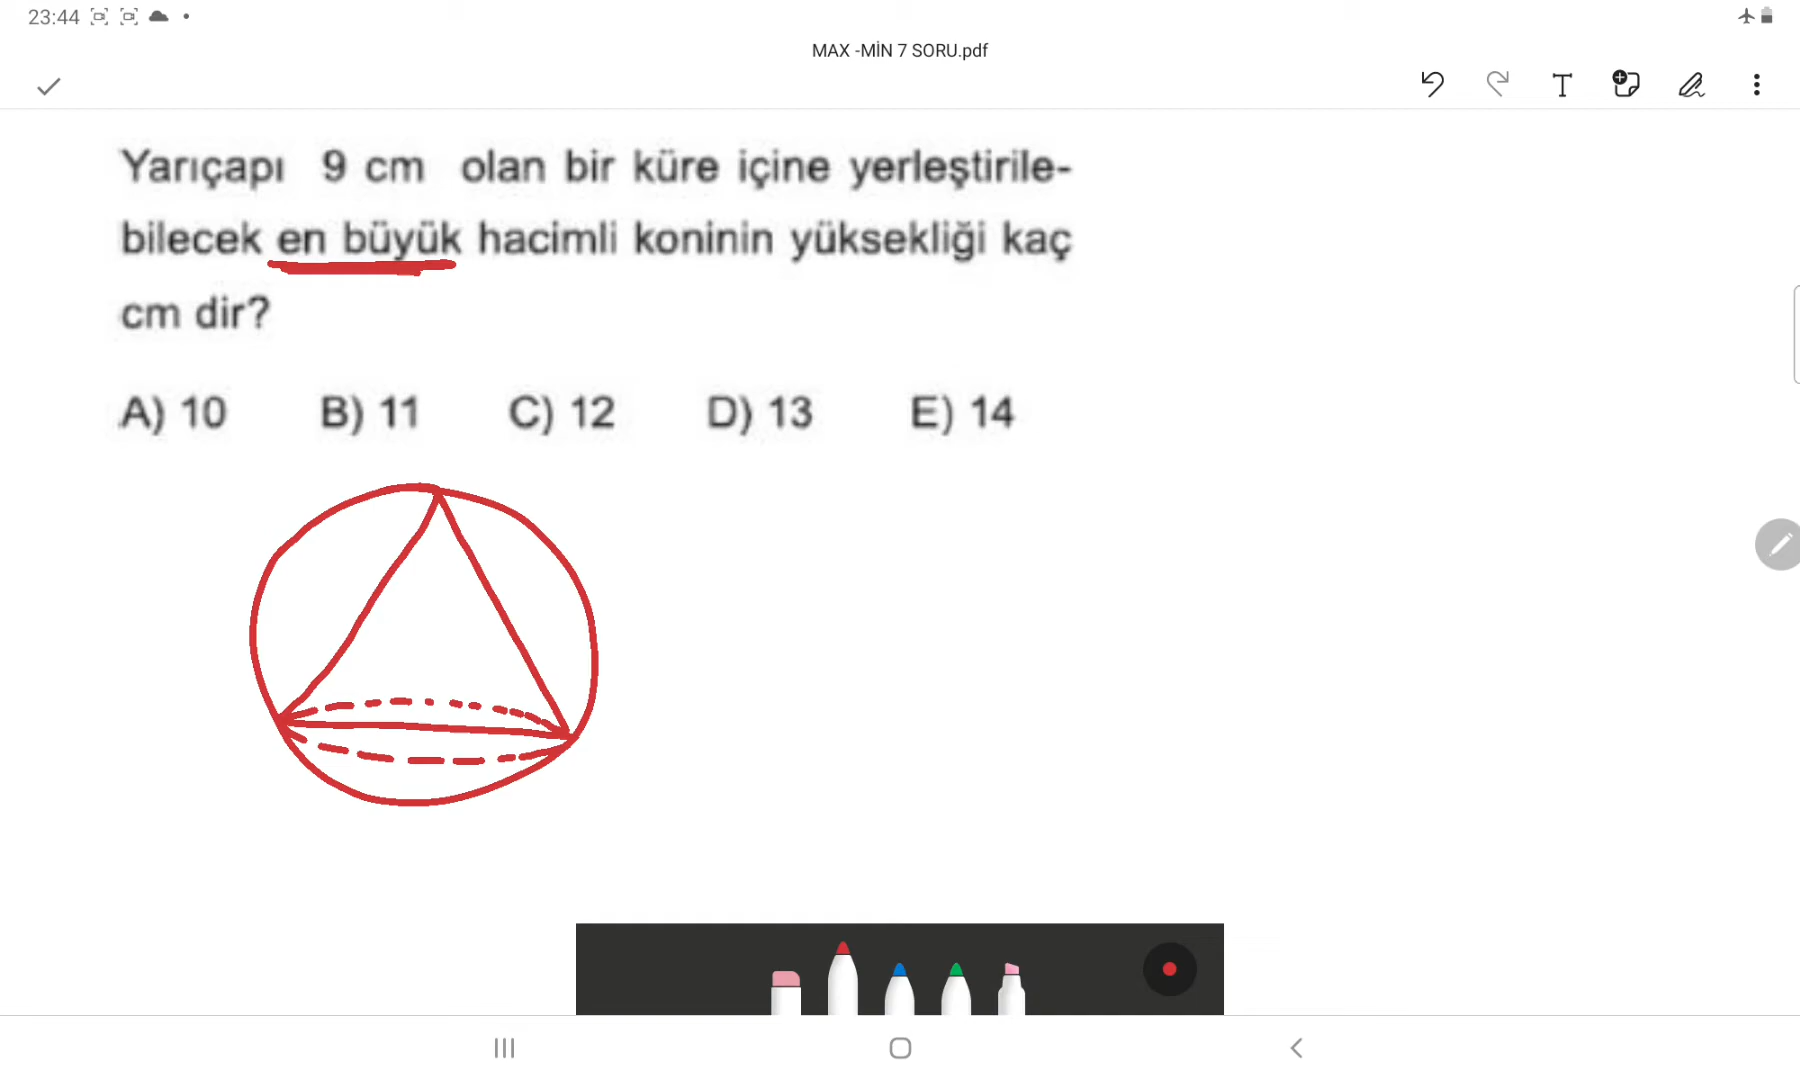 23:44
MAX -MİN 7 SORU.pdf
T
Yarıçapı 9 cm olan bir küre içine yerleştirile-
bilecek en büyük hacimli koninin yüksekliği kaç
cm dir?
A) 10 B) 11 C) 12 D) 13 E) 14